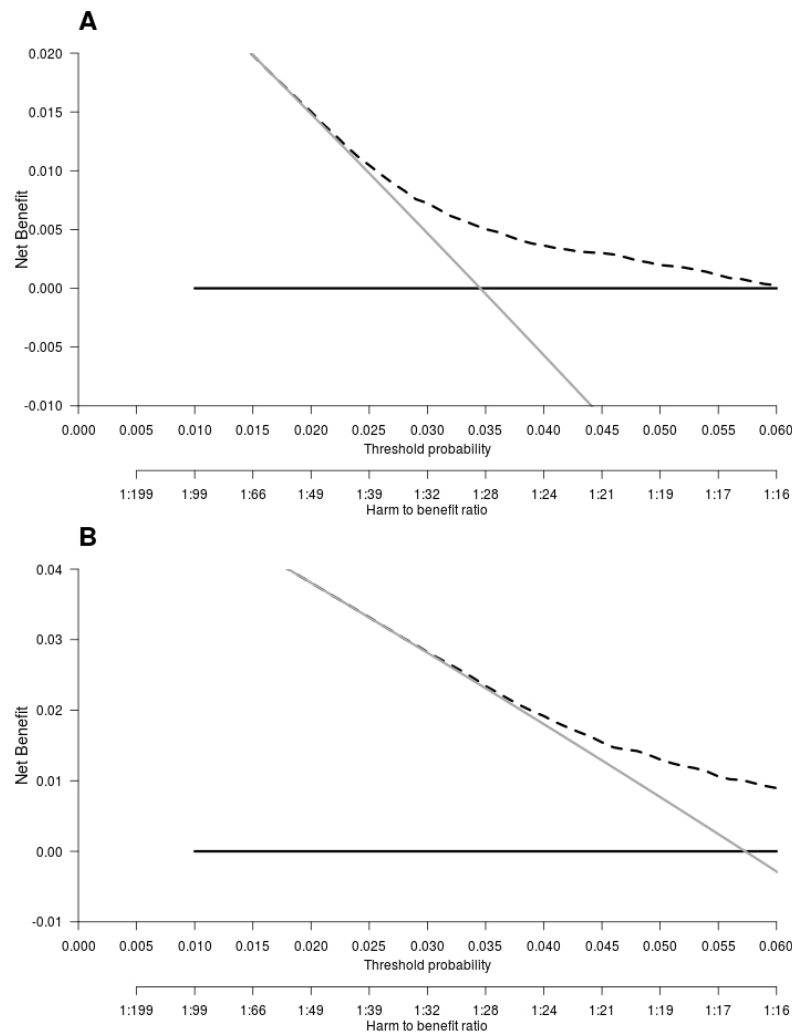 A
0.020
0.015
0.010
0.005
0.000
-0.005
-0.010
Net Benefit
0.000 0.005 0.010 0.015 0.020 0.025 0.030 0.035 0.040 0.045 0.050 0.055 0.060
Threshold probability
1:199 1:99 1:66 1:49 1:39 1:32 1:28 1:24 1:21 1:19 1:17 1:16
Harm to benefit ratio
B
0.04
0.03
0.02
0.01
0.00
-0.01
Net Benefit
0.000 0.005 0.010 0.015 0.020 0.025 0.030 0.035 0.040 0.045 0.050 0.055 0.060
Threshold probability
1:199 1:99 1:66 1:49 1:39 1:32 1:28 1:24 1:21 1:19 1:17 1:16
Harm to benefit ratio